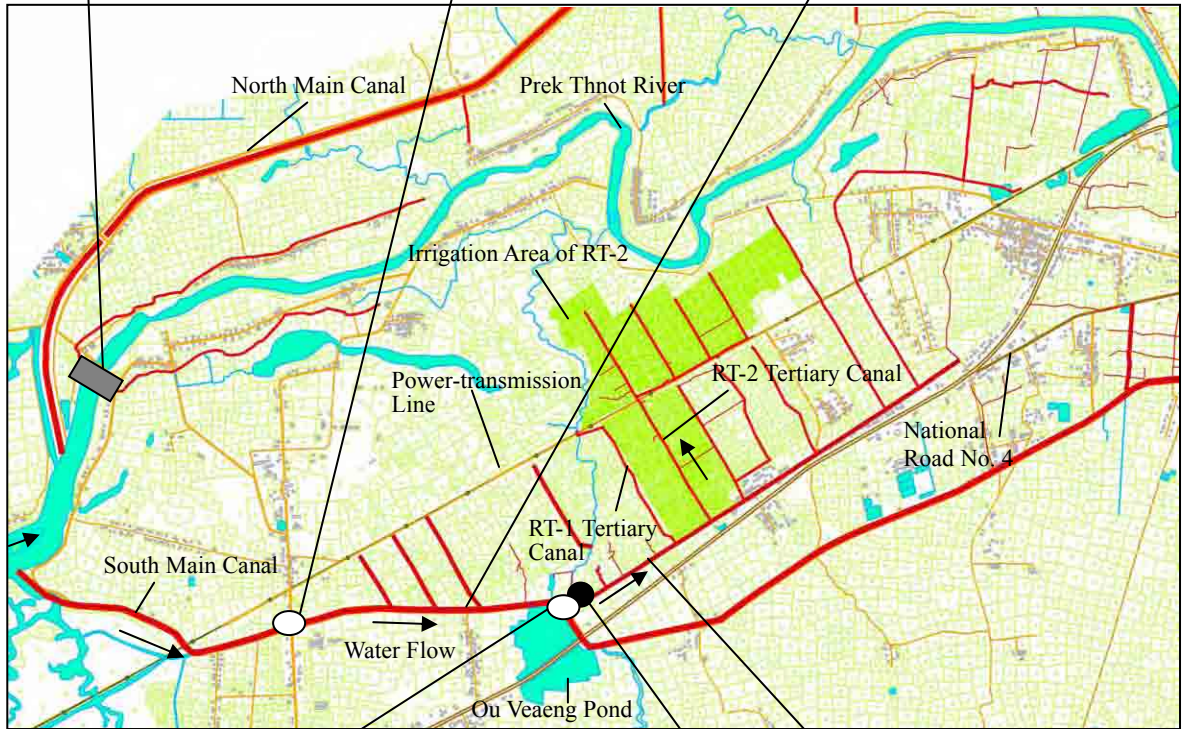 North Main Canal
Prek Thnot River
Irrigation Area of RT-2
Power-transmission
Line
RT-2 Tertiary Canal
National
Road No. 4
RT-1 Tertiary
Canal
South Main Canal
Water Flow
Ou Veaeng Pond